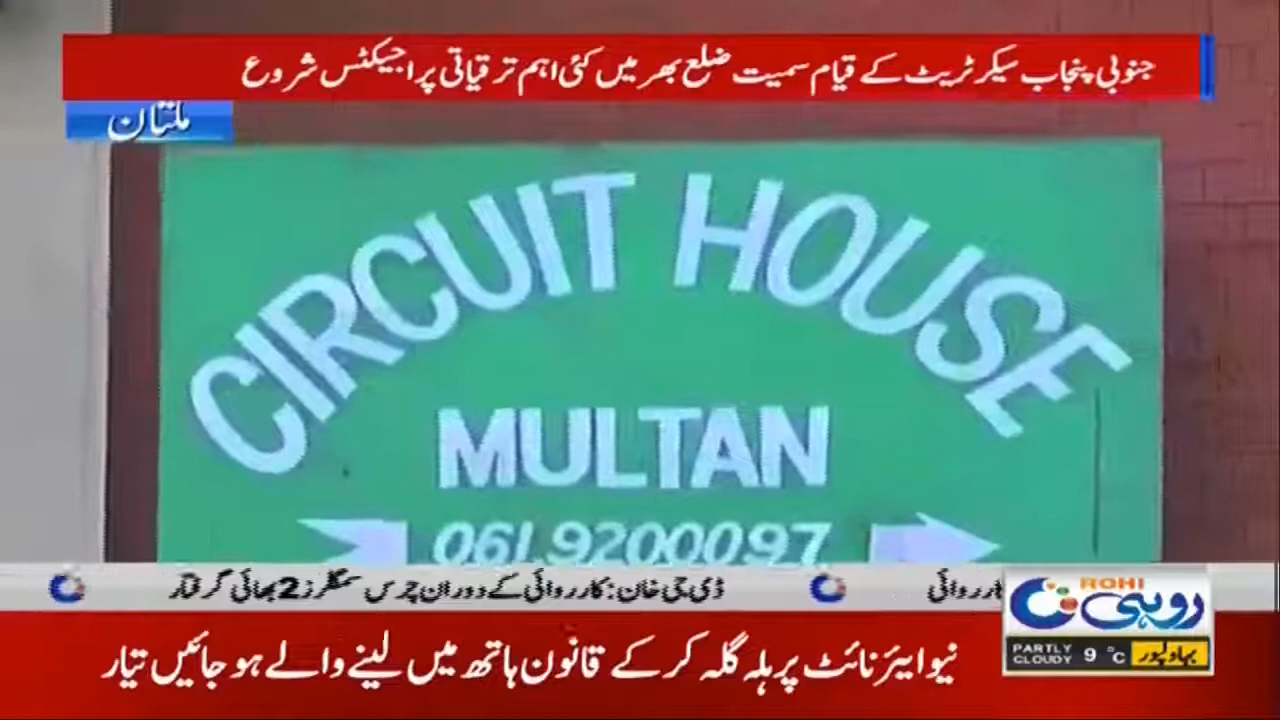 جنوبی پنجاب سیکرٹریٹ کے قیام سمیت ضلع بھر میں کئی اہم ترقیاتی پراجیکٹس شروع
ملتان
CIRCUIT HOUSE
MULTAN
061.9200097
کارروائی
ڈی جی خان: کارروائی کے دوران چرس سمگلرز 2 بھائی گرفتار
ROHI
روہی
PARTLY CLOUDY 9 °C بہاولپور
نیو ایئر نائٹ پر ہلہ گلہ کر کے قانون ہاتھ میں لینے والے ہو جائیں تیار